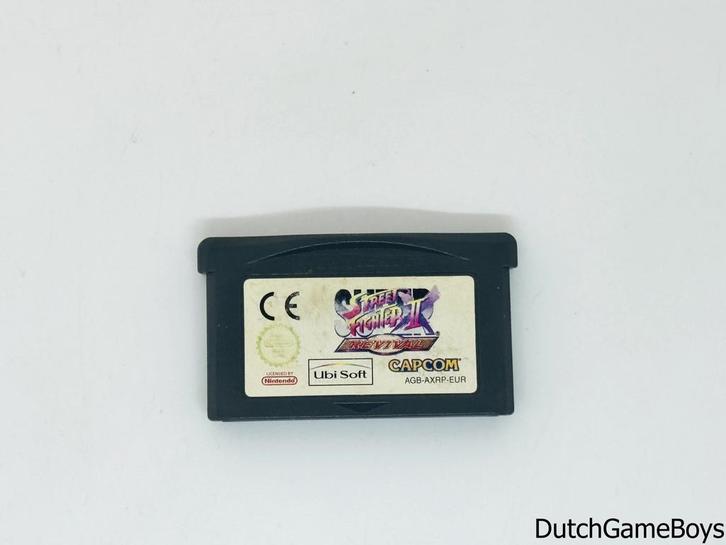 CE
SUPER
STREET
FIGHTER II
REVIVAL
LICENSED BY
Nintendo
Ubi Soft
CAPCOM
AGB-AXRP-EUR
DutchGameBoys